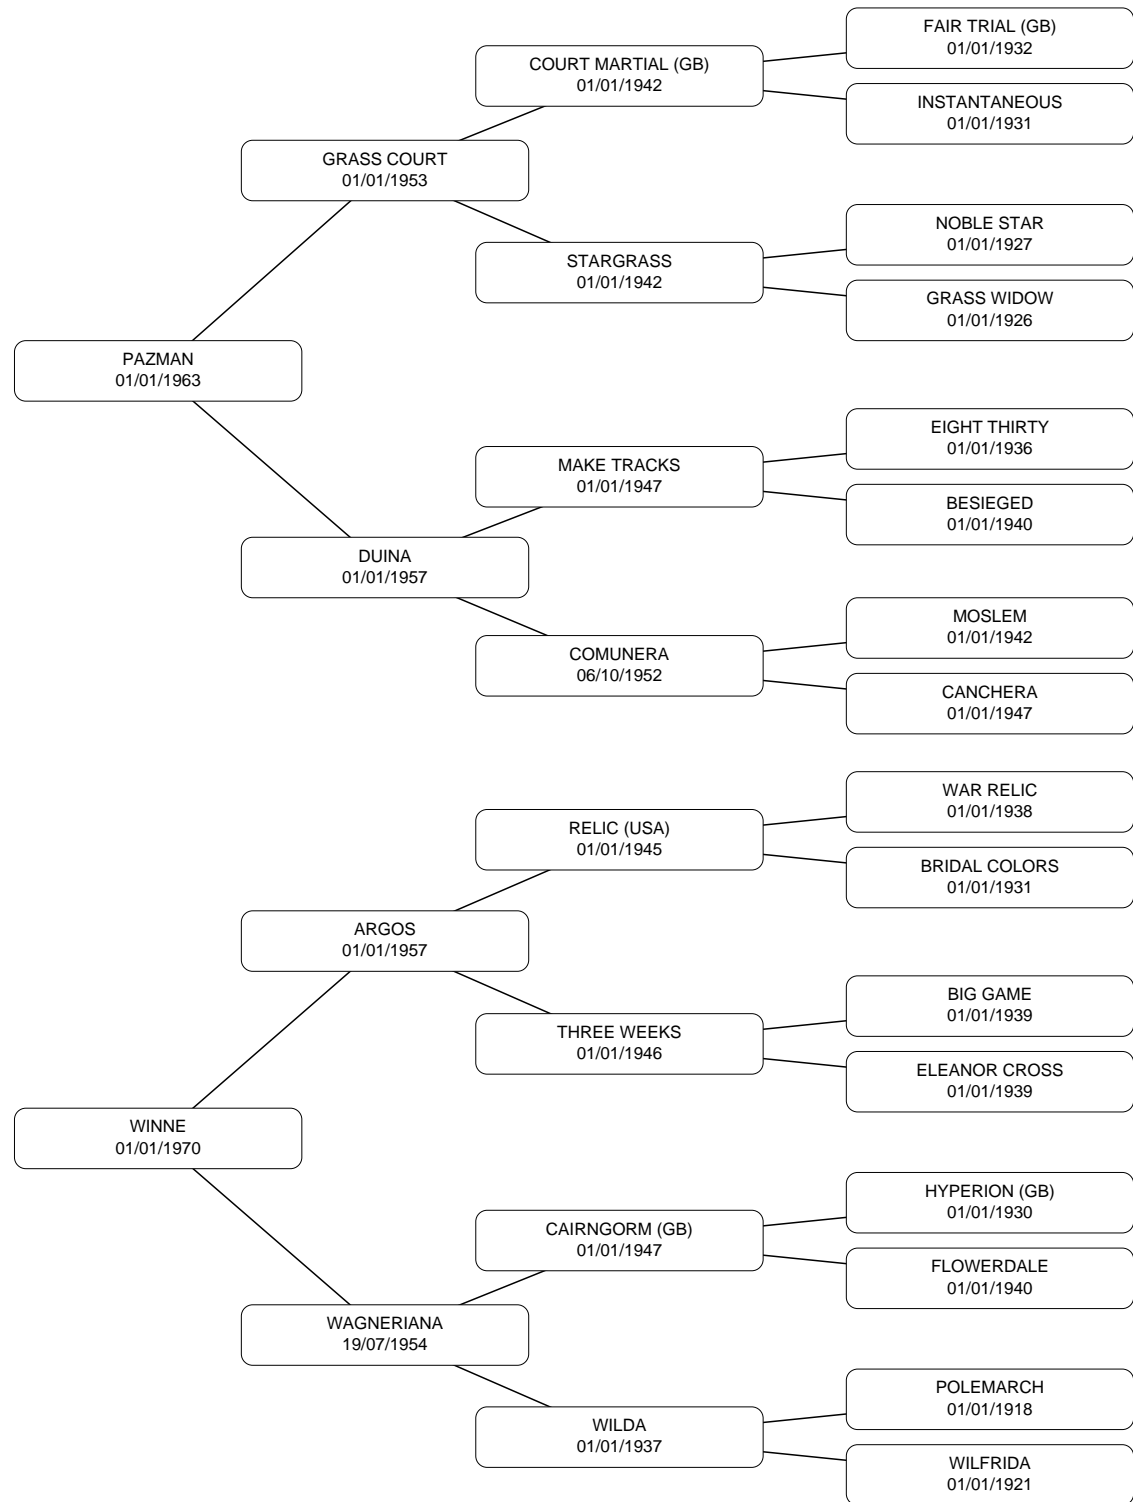 FAIR TRIAL (GB)
01/01/1932
COURT MARTIAL (GB)
01/01/1942
INSTANTANEOUS
01/01/1931
GRASS COURT
01/01/1953
NOBLE STAR
01/01/1927
STARGRASS
01/01/1942
GRASS WIDOW
01/01/1926
PAZMAN
01/01/1963
EIGHT THIRTY
01/01/1936
MAKE TRACKS
01/01/1947
BESIEGED
01/01/1940
DUINA
01/01/1957
MOSLEM
01/01/1942
COMUNERA
06/10/1952
CANCHERA
01/01/1947
WAR RELIC
01/01/1938
RELIC (USA)
01/01/1945
BRIDAL COLORS
01/01/1931
ARGOS
01/01/1957
BIG GAME
01/01/1939
THREE WEEKS
01/01/1946
ELEANOR CROSS
01/01/1939
WINNE
01/01/1970
HYPERION (GB)
01/01/1930
CAIRNGORM (GB)
01/01/1947
FLOWERDALE
01/01/1940
WAGNERIANA
19/07/1954
POLEMARCH
01/01/1918
WILDA
01/01/1937
WILFRIDA
01/01/1921